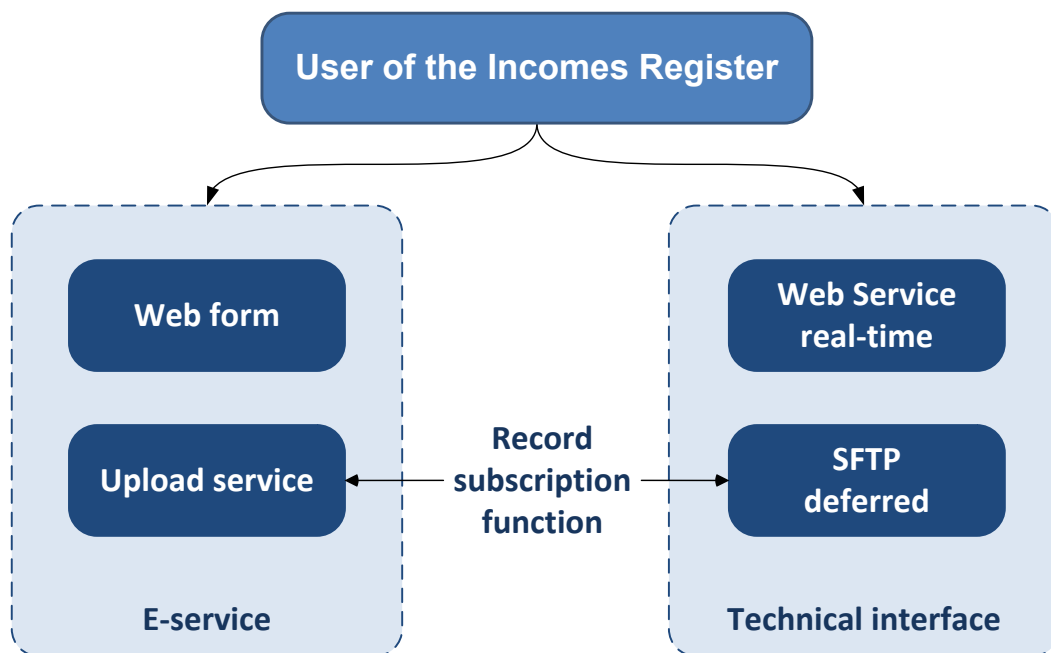 User of the Incomes Register
Web form
Upload service
E-service
Record
subscription
function
Web Service
real-time
SFTP
deferred
Technical interface